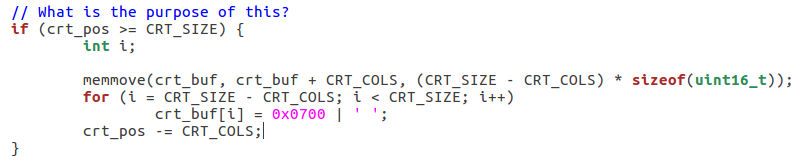 // What is the purpose of this?
if (crt_pos >= CRT_SIZE) {
        int i;

        memmove(crt_buf, crt_buf + CRT_COLS, (CRT_SIZE - CRT_COLS) * sizeof(uint16_t));
        for (i = CRT_SIZE - CRT_COLS; i < CRT_SIZE; i++)
                crt_buf[i] = 0x0700 | ' ';
        crt_pos -= CRT_COLS;
}